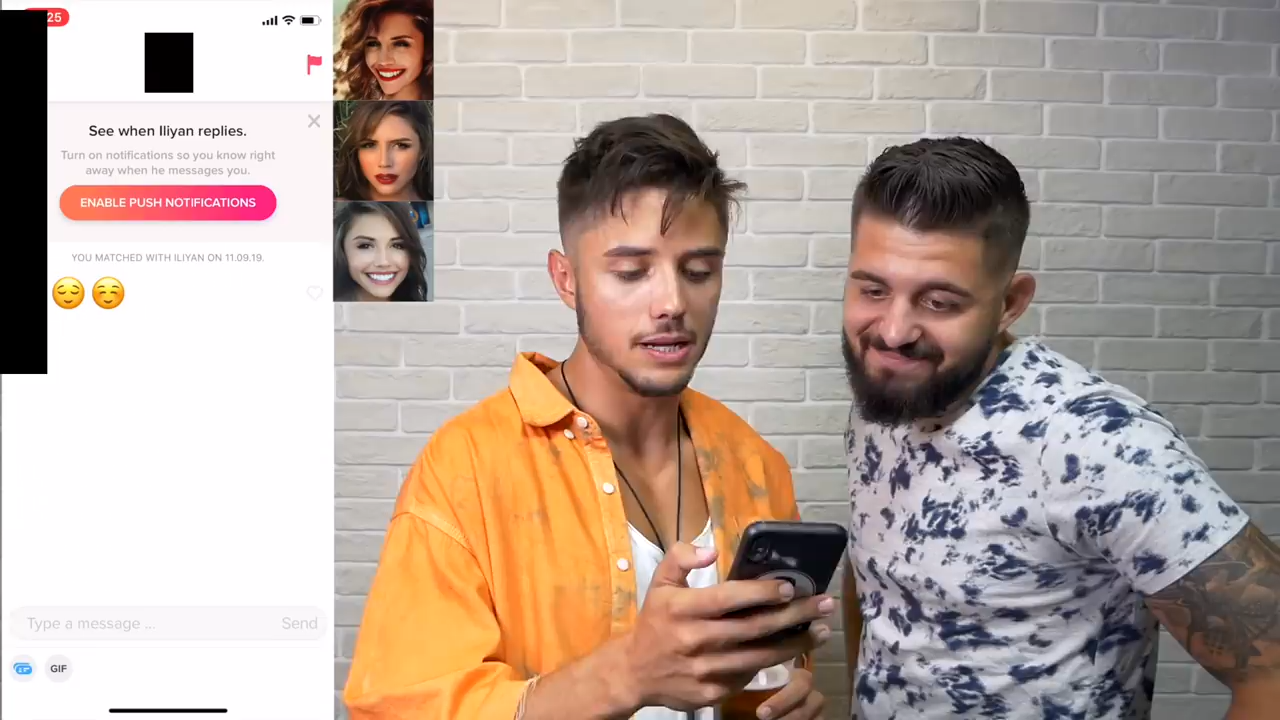 25
See when Iliyan replies.
Turn on notifications so you know right
away when he messages you.
ENABLE PUSH NOTIFICATIONS
YOU MATCHED WITH ILIYAN ON 11.09.19.
Type a message ...
Send
GIF